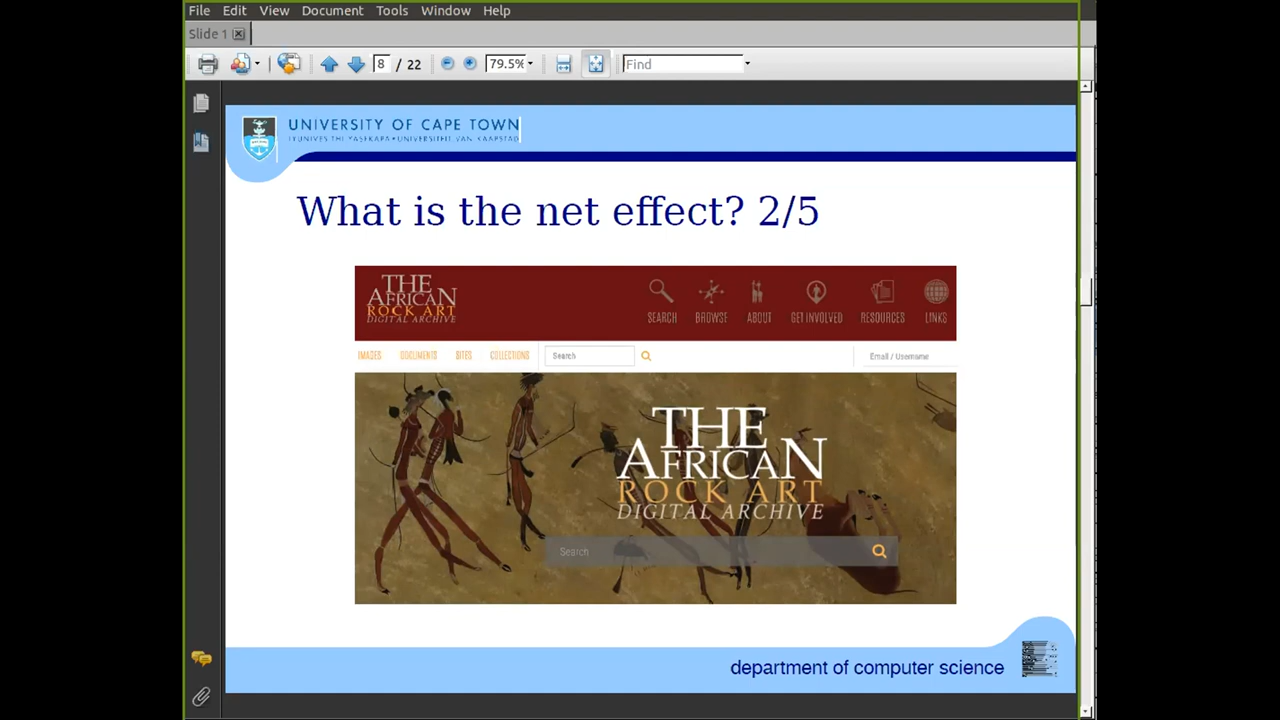 File Edit View Document Tools Window Help
Slide 1
8 / 22 79.5% Find
UNIVERSITY OF CAPE TOWN
What is the net effect? 2/5
THE
AFRICAN
ROCK ART
DIGITAL ARCHIVE
SEARCH BROWSE ABOUT GET INVOLVED RESOURCES LINKS
IMAGES DOCUMENTS SITES COLLECTIONS Search Email / Username
THE
AFRICAN
ROCK ART
DIGITAL ARCHIVE
Search
department of computer science